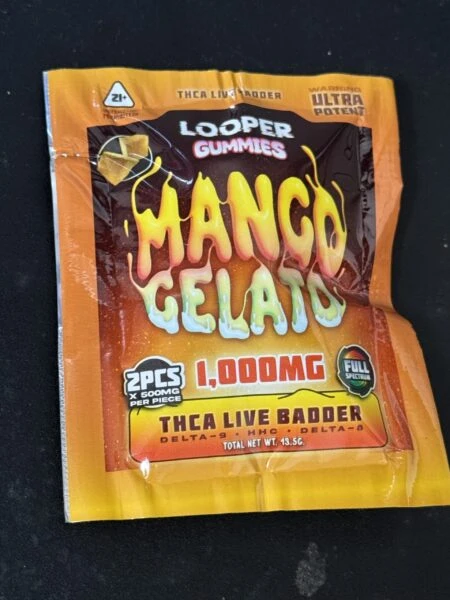 21+
THCA LIVE BADDER
WARNING
ULTRA
POTENT
LOOPER
GUMMIES
MANGO
GELATO
2PCS
X 500MG
PER PIECE
1,000MG
FULL
SPECTRUM
THCA LIVE BADDER
DELTA-9 • HHC • DELTA-8
TOTAL NET WT. 13.5G